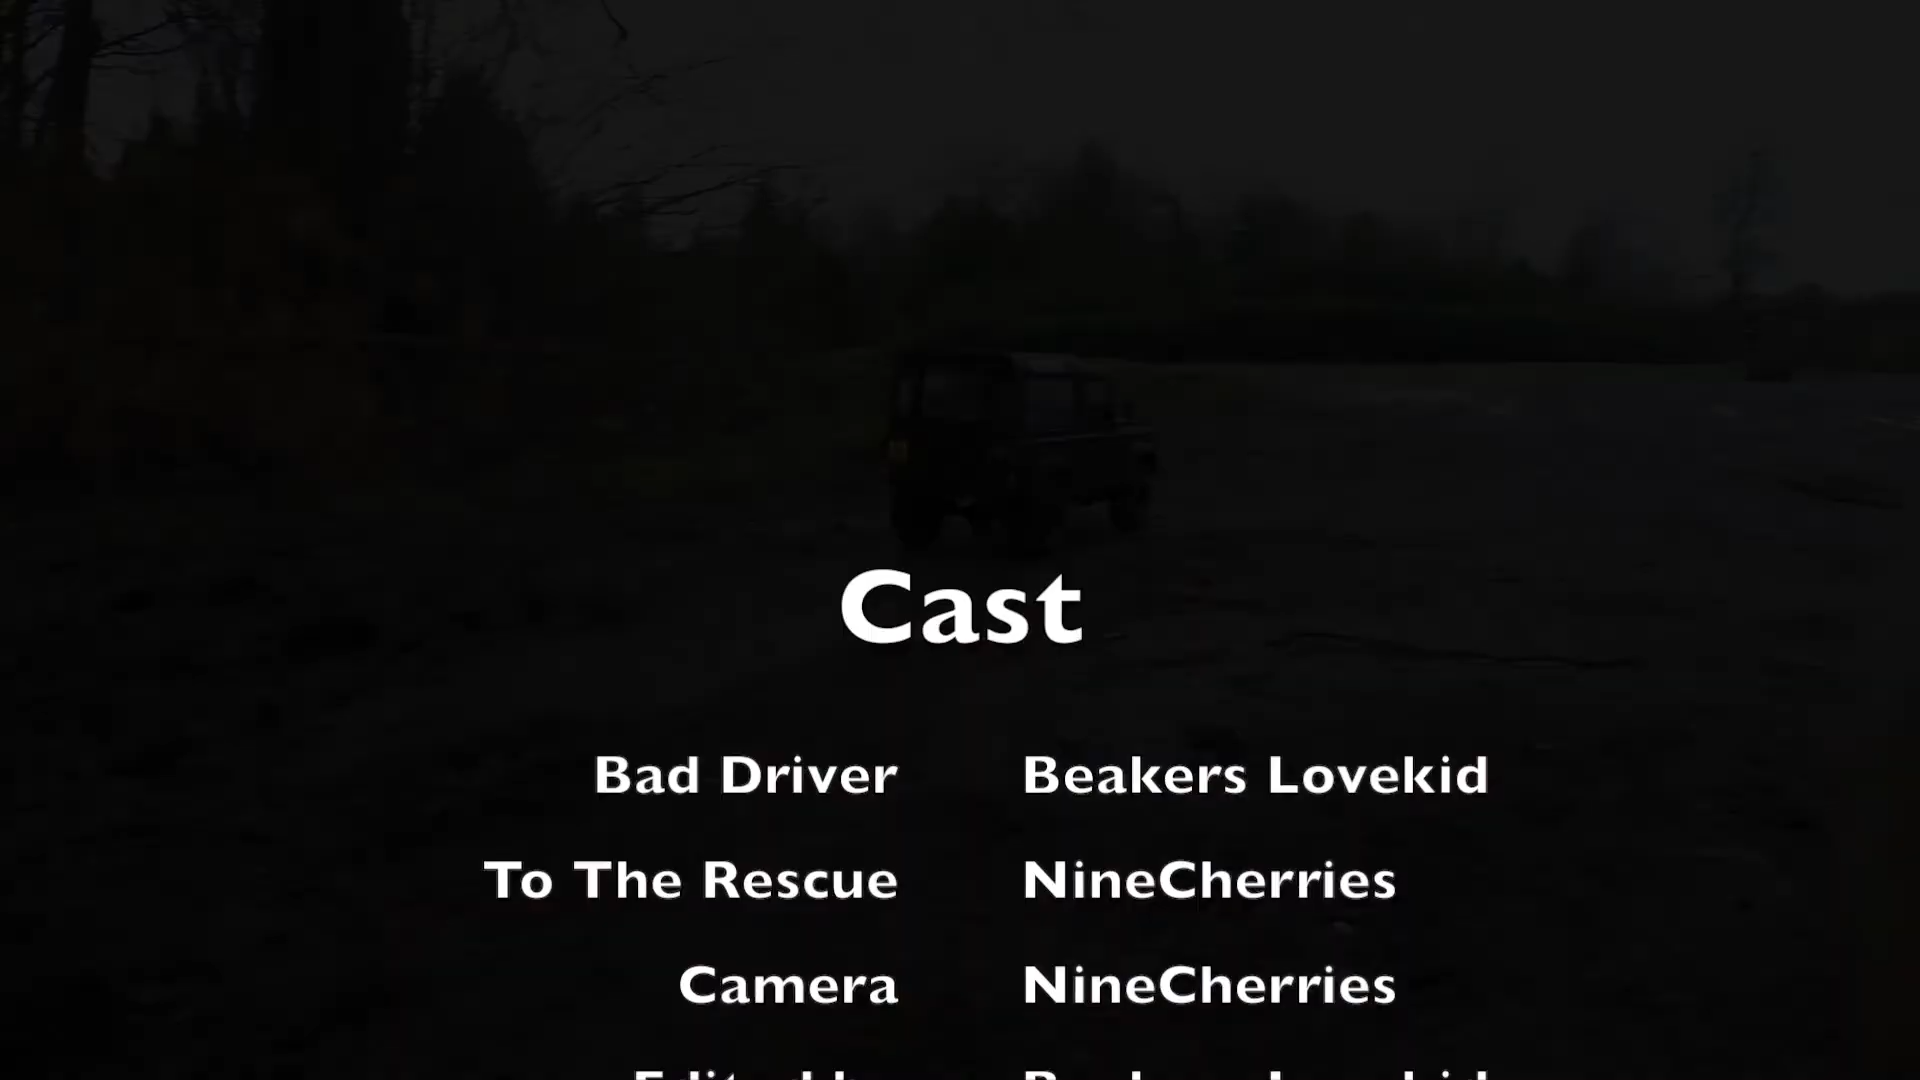 Cast
Bad Driver Beakers Lovekid
To The Rescue NineCherries
Camera NineCherries